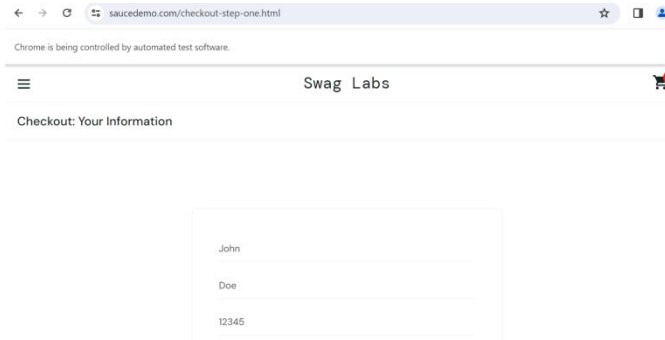 saucedemo.com/checkout-step-one.html
Chrome is being controlled by automated test software.
Swag Labs
Checkout: Your Information
John
Doe
12345